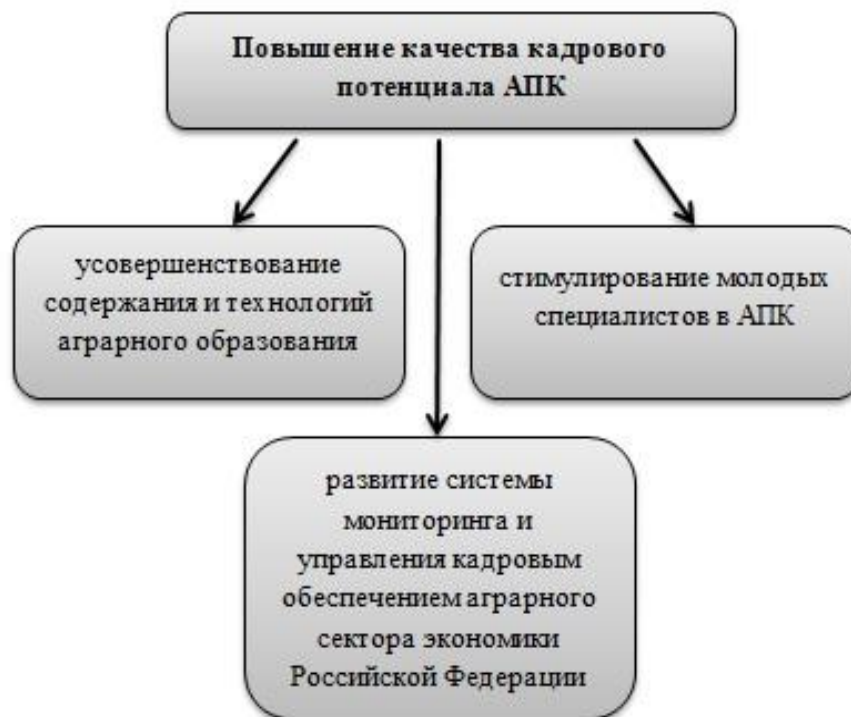 Повышение качества кадрового
потенциала АПК
усовершенствование
содержания и технологий
аграрного образования
стимулирование молодых
специалистов в АПК
развитие системы
мониторинга и
управления кадровым
обеспечением аграрного
сектора экономики
Российской Федерации